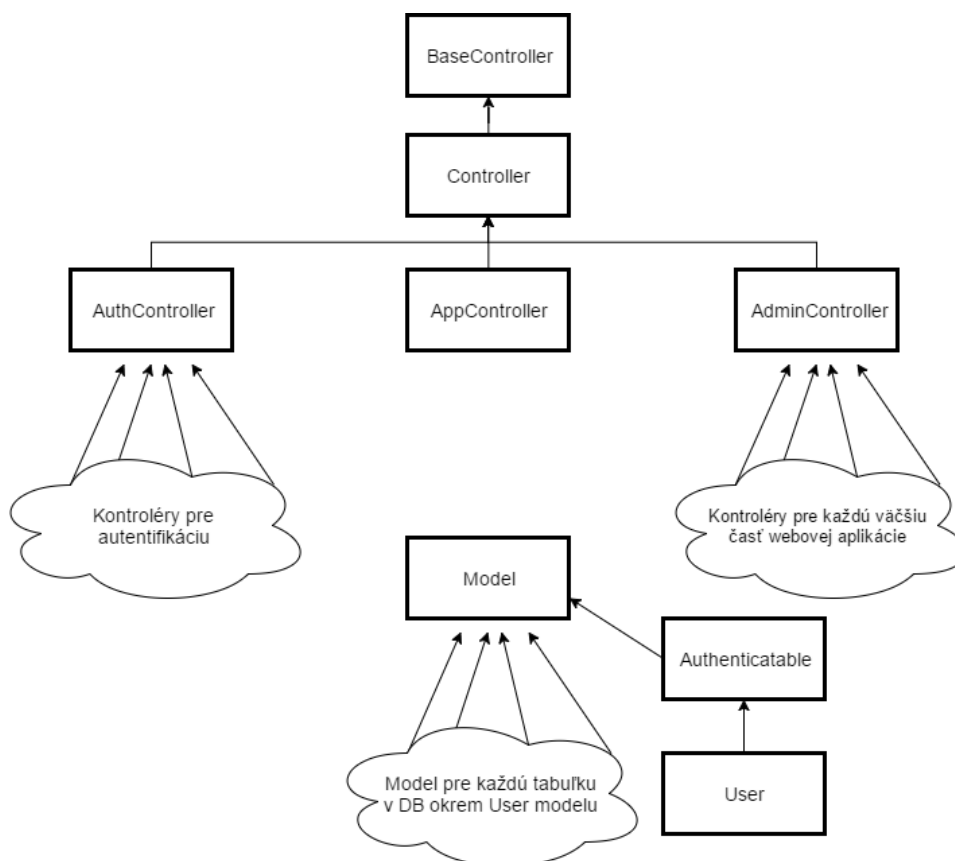 BaseController
Controller
AuthController
AppController
AdminController
Kontroléry pre
autentifikáciu
Kontroléry pre každú väčšiu
časť webovej aplikácie
Model
Authenticatable
Model pre každú tabuľku
v DB okrem User modelu
User